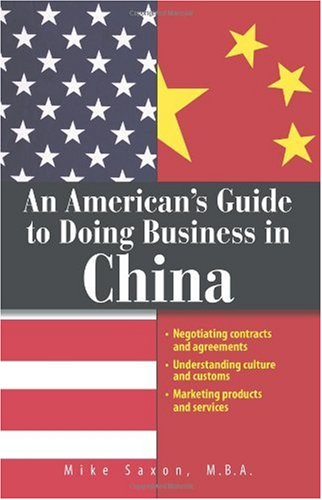 An American's Guide
to Doing Business in
China
• Negotiating contracts
and agreements
• Understanding culture
and customs
• Marketing products
and services
Mike Saxon, M.B.A.